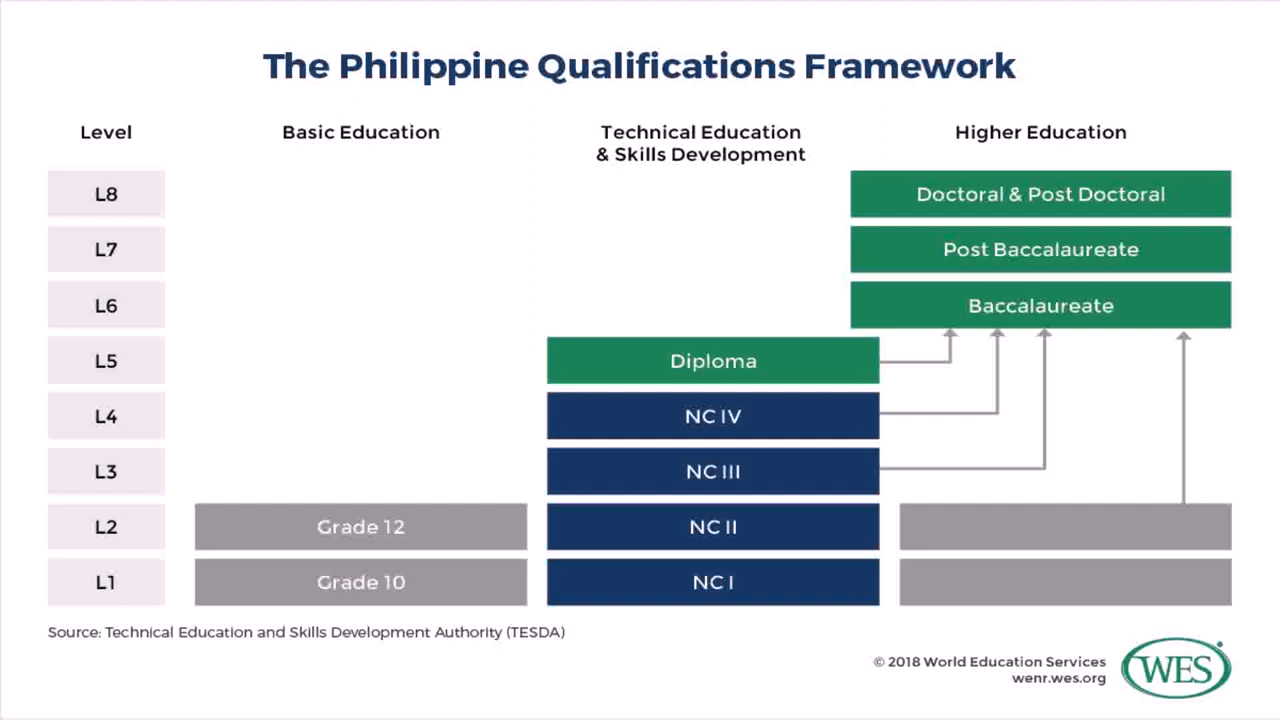 The Philippine Qualifications Framework
Level
Basic Education
Technical Education
& Skills Development
Higher Education
L8
Doctoral & Post Doctoral
L7
Post Baccalaureate
L6
Baccalaureate
L5
Diploma
L4
NC IV
L3
NC III
L2
Grade 12
NC II
L1
Grade 10
NC I
Source: Technical Education and Skills Development Authority (TESDA)
© 2018 World Education Services
wenr.wes.org
WES